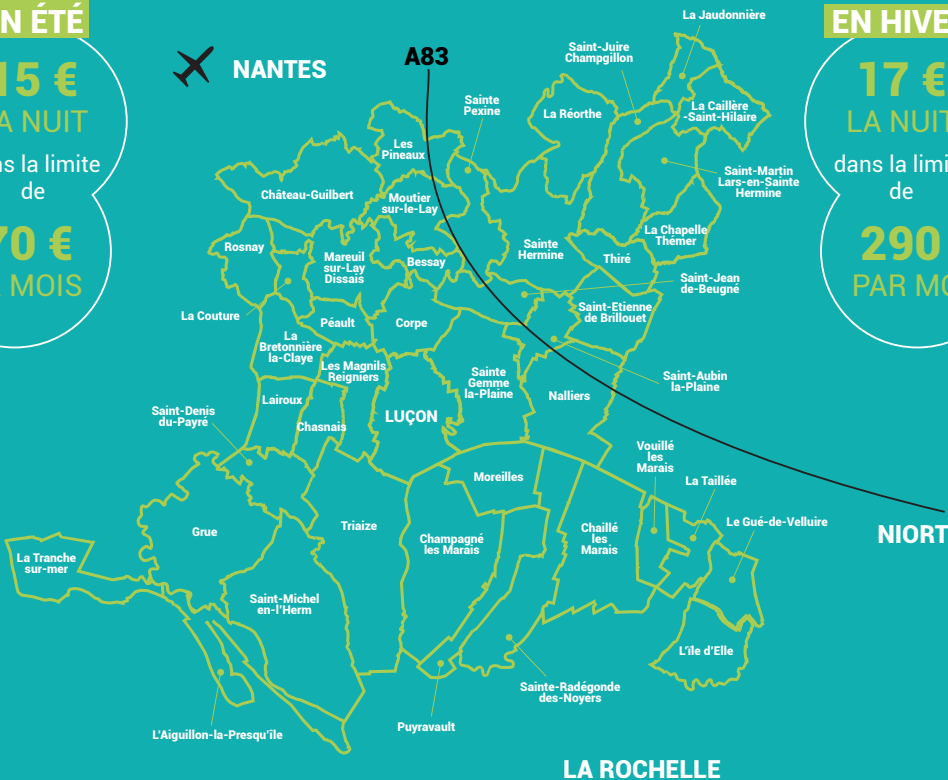 N ÉTÉ
15 €
A NUIT
ns la limite
de
70 €
MOIS
NANTES
A83
EN HIVE
17 €
LA NUIT
dans la limi
de
290
PAR MO
La Jaudonnière
Saint-Juire
Champgillon
Sainte
Pexine
La Réorthe
La Caillère
-Saint-Hilaire
Les
Pineaux
Saint-Martin
Lars-en-Sainte
Hermine
Château-Guilbert
Moutier
sur-le-Lay
La Chapelle
Thémer
Rosnay
Mareuil
sur-Lay
Dissais
Bessay
Sainte
Hermine
Thiré
Saint-Jean
de-Beugné
La Couture
Péault
Corpe
Saint-Etienne
de Brillouet
La
Bretonnière
la-Claye
Les Magnils
Reigniers
Sainte
Gemme
la-Plaine
Saint-Aubin
la-Plaine
Nalliers
Lairoux
Saint-Denis
du-Payré
Chasnais
LUÇON
Vouillé
les
Marais
La Taillée
Moreilles
Le Gué-de-Velluire
NIORT
Grue
Triaize
Champagné
les Marais
Chaillé
les
Marais
La Tranche
sur-mer
Saint-Michel
en-l'Herm
L'île d'Elle
Sainte-Radégonde
des-Noyers
Puyravault
L'Aiguillon-la-Presqu'île
LA ROCHELLE